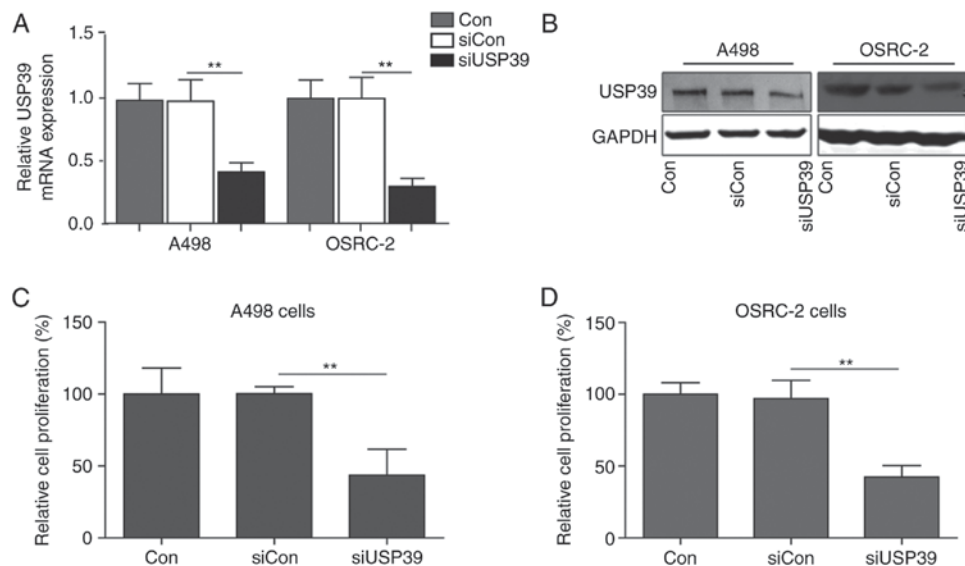 A
Relative USP39
mRNA expression
1.5
1.0
0.5
0.0
**
**
A498
OSRC-2
Con
siCon
siUSP39
B
A498
OSRC-2
USP39
GAPDH
Con
siCon
siUSP39
Con
siCon
siUSP39
C
A498 cells
Relative cell proliferation (%)
150
100
50
0
**
Con
siCon
siUSP39
D
OSRC-2 cells
Relative cell proliferation (%)
150
100
50
0
**
Con
siCon
siUSP39